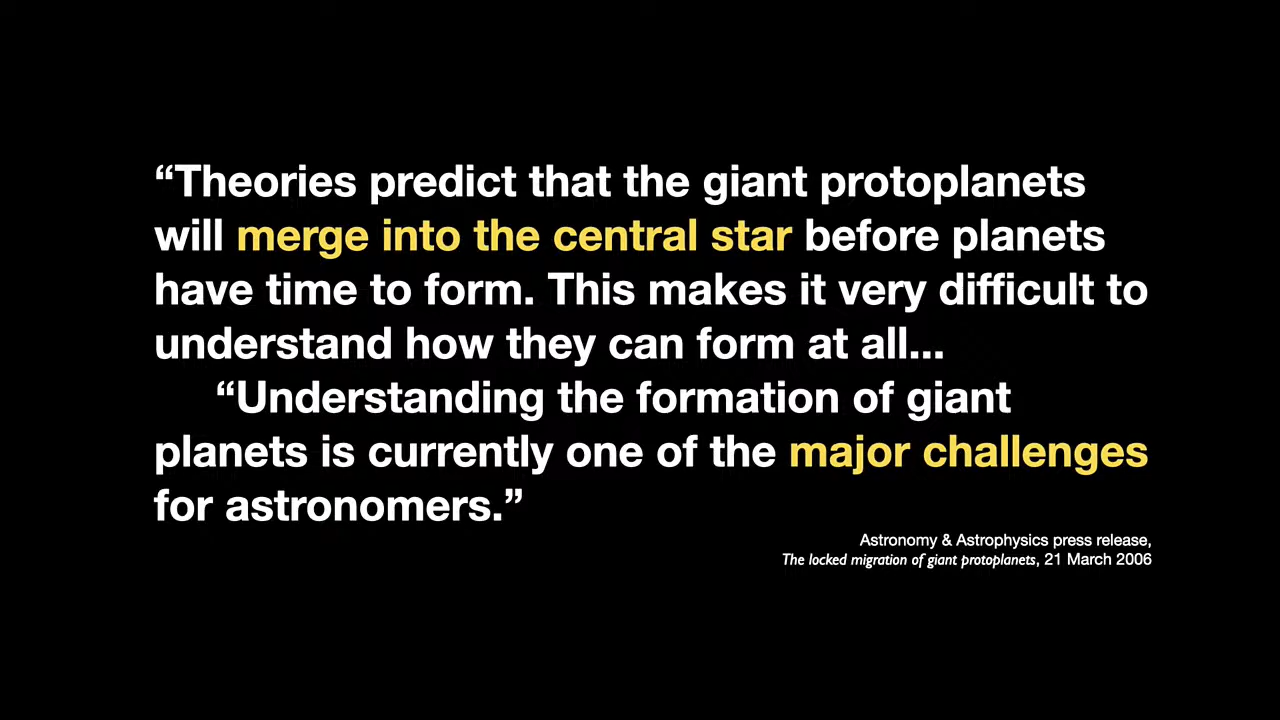 “Theories predict that the giant protoplanets
will merge into the central star before planets
have time to form. This makes it very difficult to
understand how they can form at all...
“Understanding the formation of giant
planets is currently one of the major challenges
for astronomers.”
Astronomy & Astrophysics press release,
The locked migration of giant protoplanets, 21 March 2006